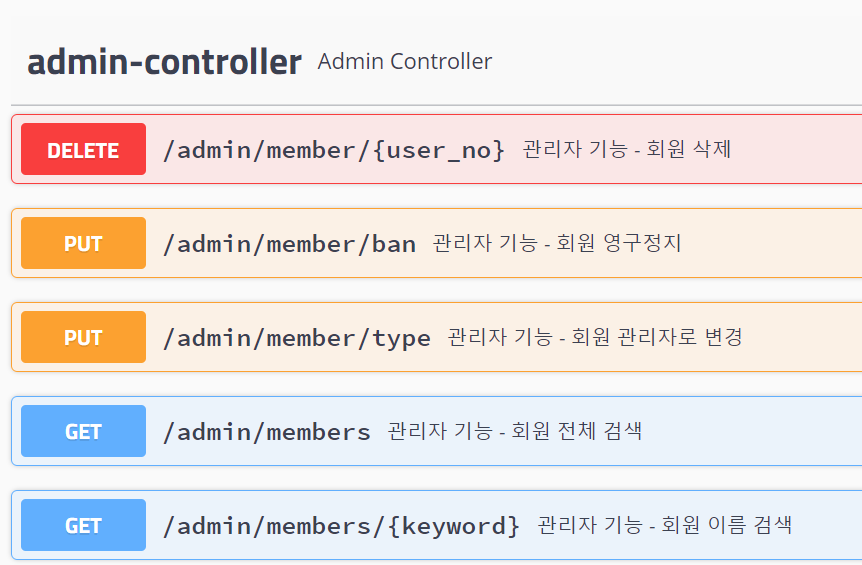 admin-controller Admin Controller
DELETE /admin/member/{user_no} 관리자 기능 - 회원 삭제
PUT /admin/member/ban 관리자 기능 - 회원 영구정지
PUT /admin/member/type 관리자 기능 - 회원 관리자로 변경
GET /admin/members 관리자 기능 - 회원 전체 검색
GET /admin/members/{keyword} 관리자 기능 - 회원 이름 검색